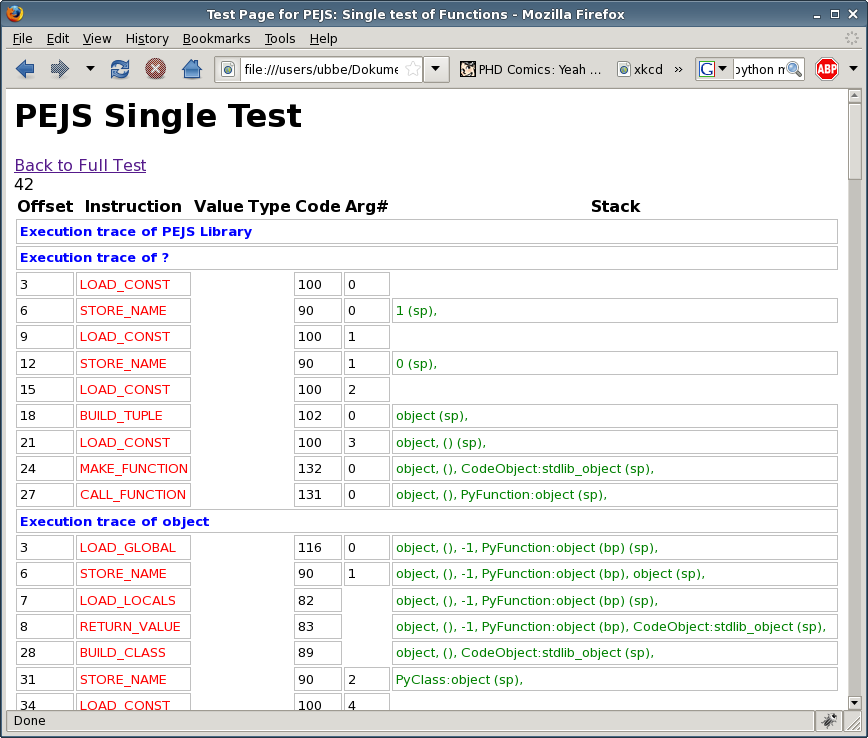 Test Page for PEJS: Single test of Functions - Mozilla Firefox
File Edit View History Bookmarks Tools Help
file:///users/ubbe/Dokume PHD Comics: Yeah ... xkcd » G python m ABP
PEJS Single Test
Back to Full Test
42
Offset Instruction Value Type Code Arg# Stack
Execution trace of PEJS Library
Execution trace of ?
3 LOAD_CONST 100 0
6 STORE_NAME 90 0 1 (sp),
9 LOAD_CONST 100 1
12 STORE_NAME 90 1 0 (sp),
15 LOAD_CONST 100 2
18 BUILD_TUPLE 102 0 object (sp),
21 LOAD_CONST 100 3 object, () (sp),
24 MAKE_FUNCTION 132 0 object, (), CodeObject:stdlib_object (sp),
27 CALL_FUNCTION 131 0 object, (), PyFunction:object (sp),
Execution trace of object
3 LOAD_GLOBAL 116 0 object, (), -1, PyFunction:object (bp) (sp),
6 STORE_NAME 90 1 object, (), -1, PyFunction:object (bp), object (sp),
7 LOAD_LOCALS 82 object, (), -1, PyFunction:object (bp) (sp),
8 RETURN_VALUE 83 object, (), -1, PyFunction:object (bp), CodeObject:stdlib_object (sp),
28 BUILD_CLASS 89 object, (), CodeObject:stdlib_object (sp),
31 STORE_NAME 90 2 PyClass:object (sp),
34 LOAD_CONST 100 4
Done